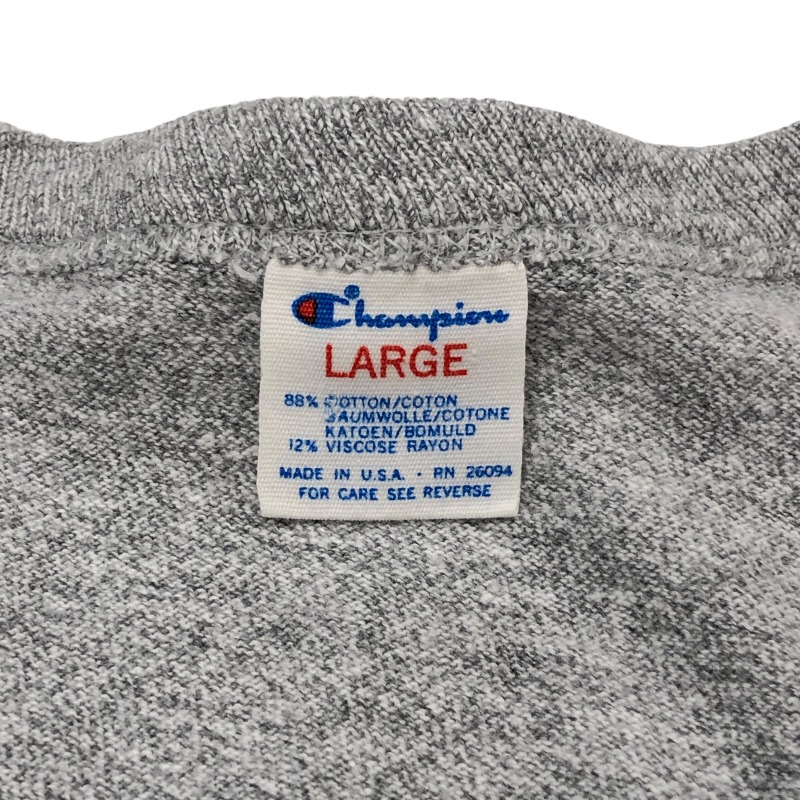 Champion
LARGE
88% COTTON/COTON
BAUMWOLLE/COTONE
KATOEN/BOMULD
12% VISCOSE RAYON
MADE IN U.S.A. · RN 26094
FOR CARE SEE REVERSE